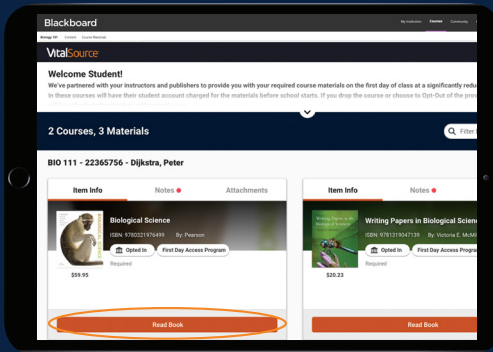 Blackboard
My Institution Courses Community
Biology 101 Content Course Materials
VitalSource
Welcome Student!
We've partnered with your instructors and publishers to provide you with your required course materials on the first day of class at a significantly redu
in these courses will have their student account charged for the materials before school starts. If you drop the course or choose to Opt-Out of the prev
2 Courses, 3 Materials
Filter
BIO 111 - 22365756 - Dijkstra, Peter
Item Info Notes Attachments
Item Info Notes
Biological Science
ISBN: 9780321976499 By: Pearson
Opted In First Day Access Program
Required
$59.95
Read Book
Writing Papers in the
Biological Sciences
Writing Papers in Biological Scien
ISBN: 9781319047139 By: Victoria E. McMil
Opted In First Day Access Program
Required
$20.23
Read Book